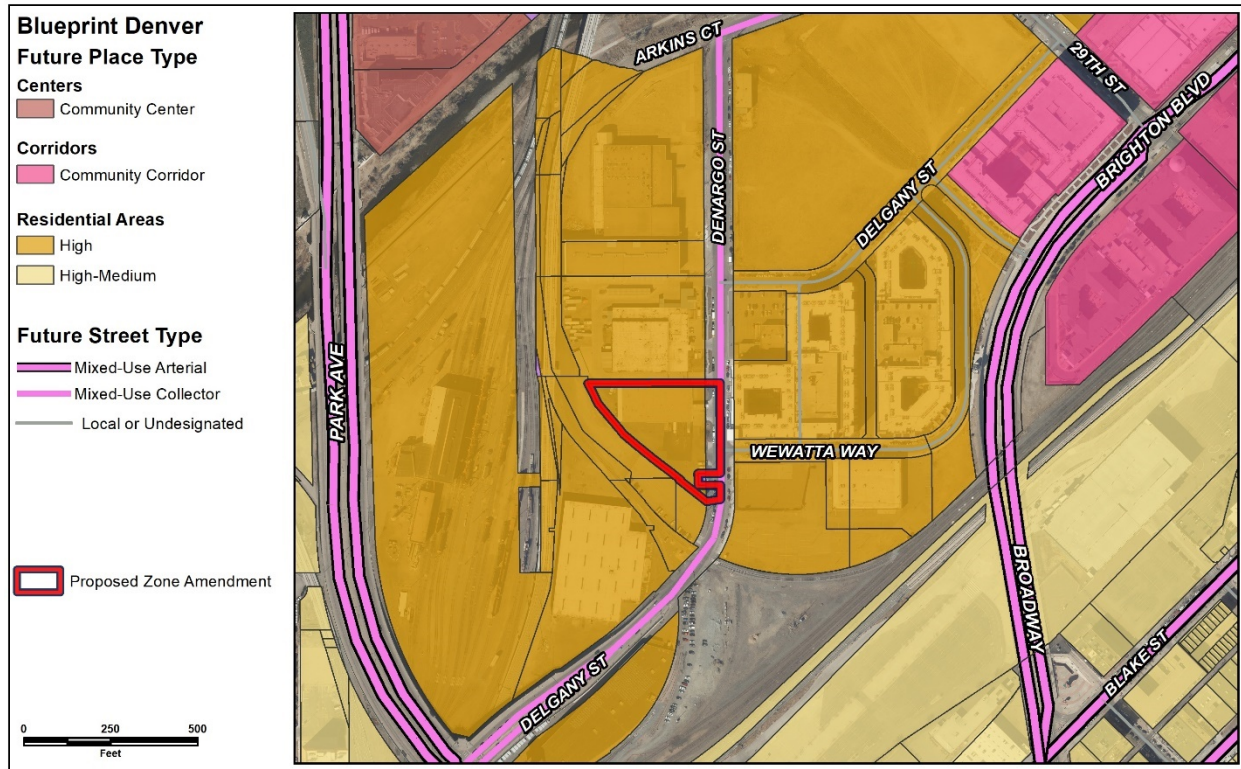 Blueprint Denver
Future Place Type
Centers
Community Center
Corridors
Community Corridor
Residential Areas
High
High-Medium
Future Street Type
Mixed-Use Arterial
Mixed-Use Collector
Local or Undesignated
Proposed Zone Amendment
0 250 500
Feet
ARKINS CT
29TH ST
BRIGHTON BLVD
DENARGO ST
DELGANY ST
PARK AVE
WEWATTA WAY
BROADWAY
BLAKE ST
DELGANY ST